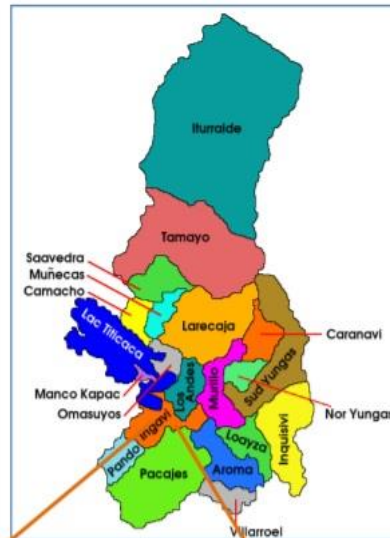 Iturralde
Tamayo
Saavedra
Muñecas
Camacho
Lac Titicaca
Larecaja
Caranavi
Manco Kapac
Omasuyos
Los Andes
Murillo
Sud Yungas
Nor Yungas
Ingavi
Pando
Pacajes
Aroma
Loayza
Inquisivi
Villarroel